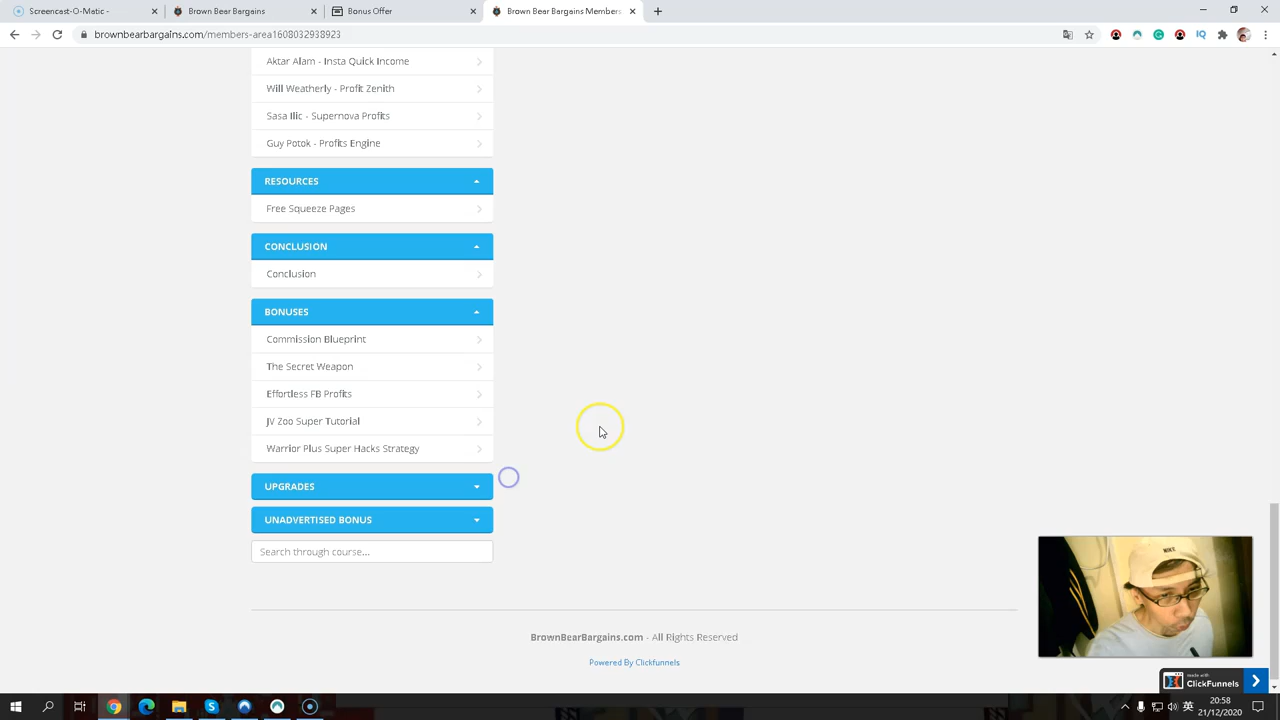 Screencast-O-Matic -
Brown Bear Bargains
Bonus Offer
Brown Bear Bargains Members
brownbearbargains.com/members-area1608032938923
Aktar Alam - Insta Quick Income
Will Weatherly - Profit Zenith
Sasa Ilic - Supernova Profits
Guy Potok - Profits Engine
RESOURCES
Free Squeeze Pages
CONCLUSION
Conclusion
BONUSES
Commission Blueprint
The Secret Weapon
Effortless FB Profits
JV Zoo Super Tutorial
Warrior Plus Super Hacks Strategy
UPGRADES
UNADVERTISED BONUS
Search through course...
BrownBearBargains.com - All Rights Reserved
Powered By Clickfunnels
made with
ClickFunnels
英
20:58
21/12/2020